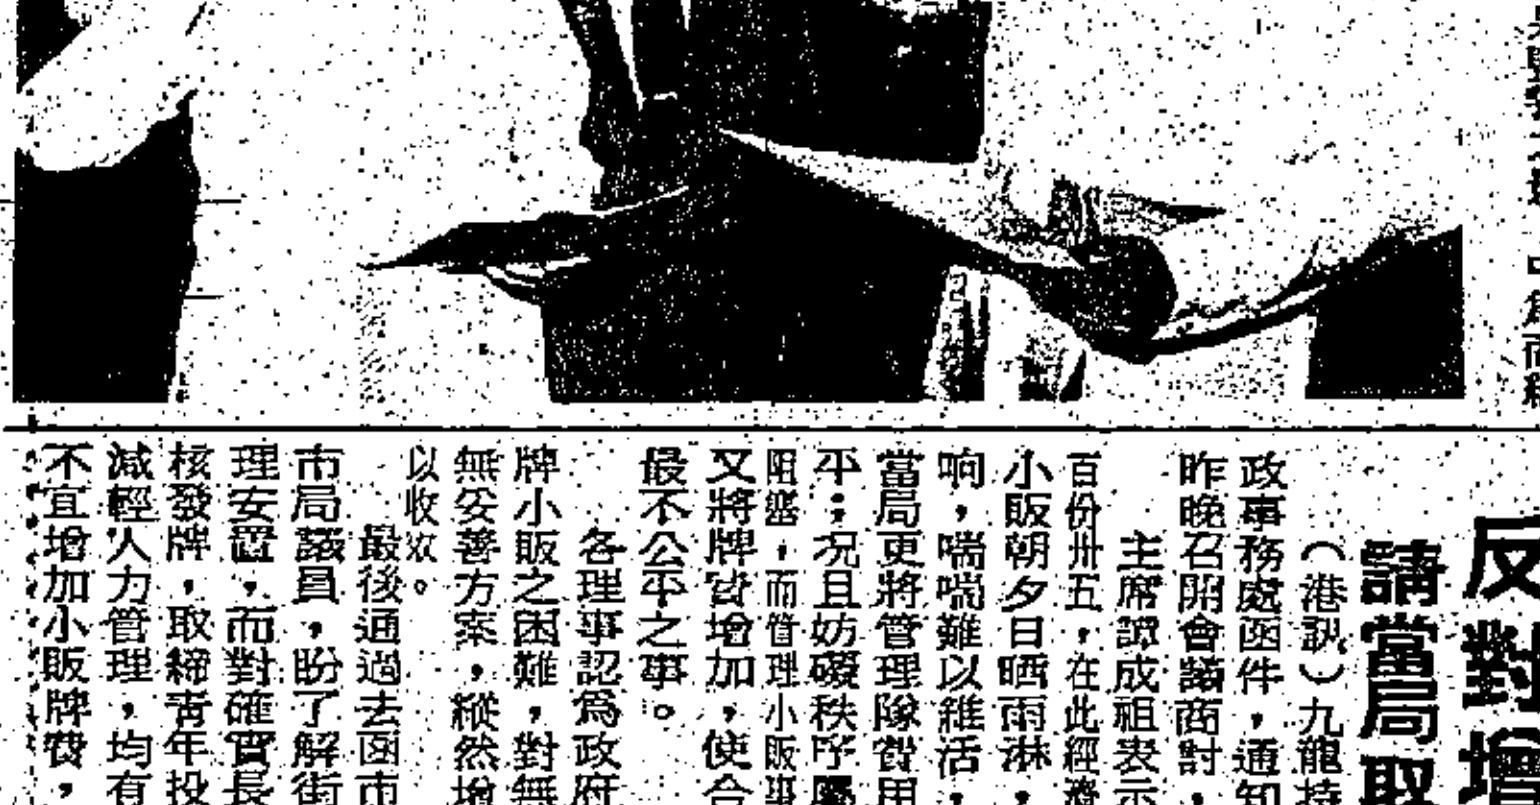 反對增
請當局取
（港訊）九龍持
政事務處函件，通知
昨晚召開會議商討，
主席譚成祖表示
百份卅五，在此經濟
小販朝夕日晒雨淋，
响，喘喘難以維活，
當局更將管理隊費用
平；况且妨礙秩序屬
阻塞，而管理小販事
又將牌費增加，使合
最不公平之事。
各理事認爲政府
牌小販之困難，對無
無妥善方案，縱然增
以收效。
最後通過去函市
市局議員，盼了解街
理安置，而對確實長
核發牌，取締青年投
減輕人力管理，均有
不宜增加小販牌費，